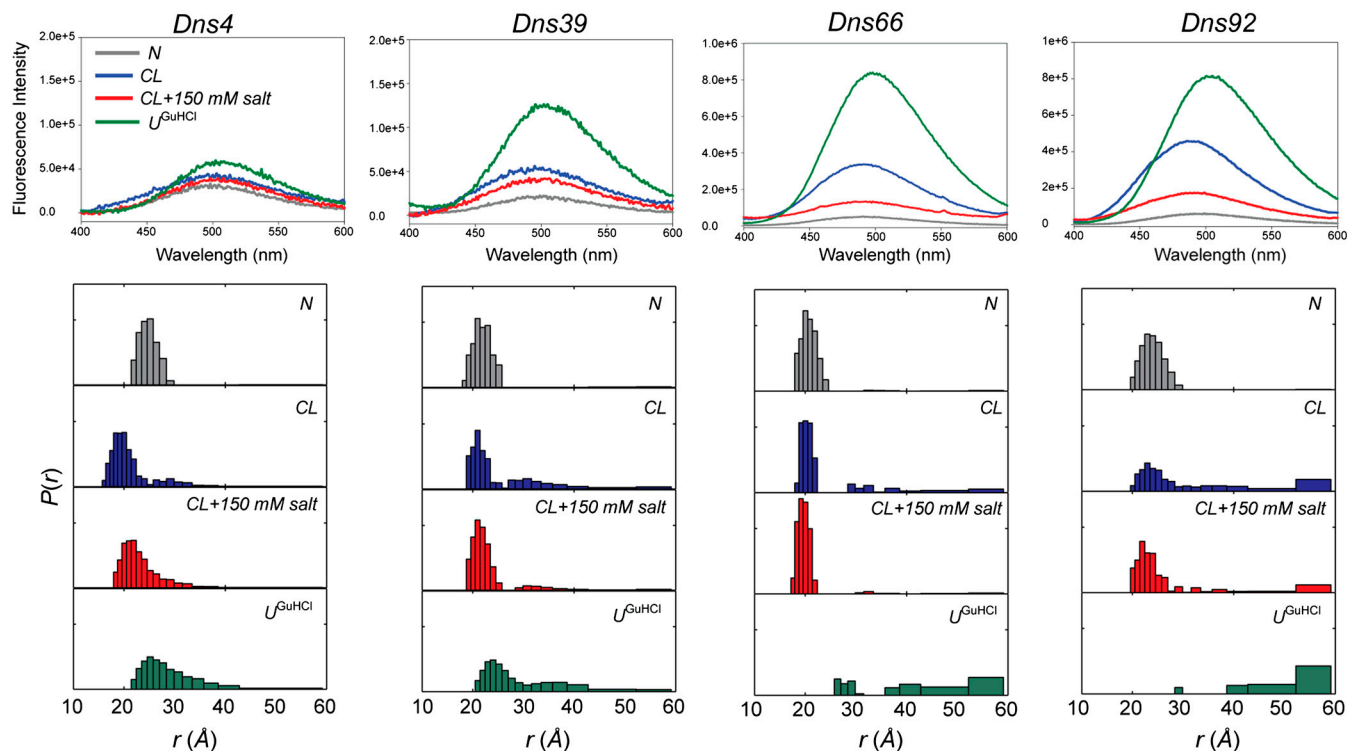 Dns4 Dns39 Dns66 Dns92
Fluorescence Intensity
2.0e+5
1.5e+5
1.0e+5
5.0e+4
0.0
N
CL
CL+150 mM salt
U^GuHCl
400 450 500 550 600
Wavelength (nm)
2.0e+5
1.5e+5
1.0e+5
5.0e+4
0.0
400 450 500 550 600
Wavelength (nm)
1.0e+6
8.0e+5
6.0e+5
4.0e+5
2.0e+5
0.0
400 450 500 550 600
Wavelength (nm)
1e+6
8e+5
6e+5
4e+5
2e+5
0
400 450 500 550 600
Wavelength (nm)
P(r)
N
CL
CL+150 mM salt
U^GuHCl
10 20 30 40 50 60
r (Å)
N
CL
CL+150 mM salt
U^GuHCl
10 20 30 40 50 60
r (Å)
N
CL
CL+150 mM salt
U^GuHCl
10 20 30 40 50 60
r (Å)
N
CL
CL+150 mM salt
U^GuHCl
10 20 30 40 50 60
r (Å)